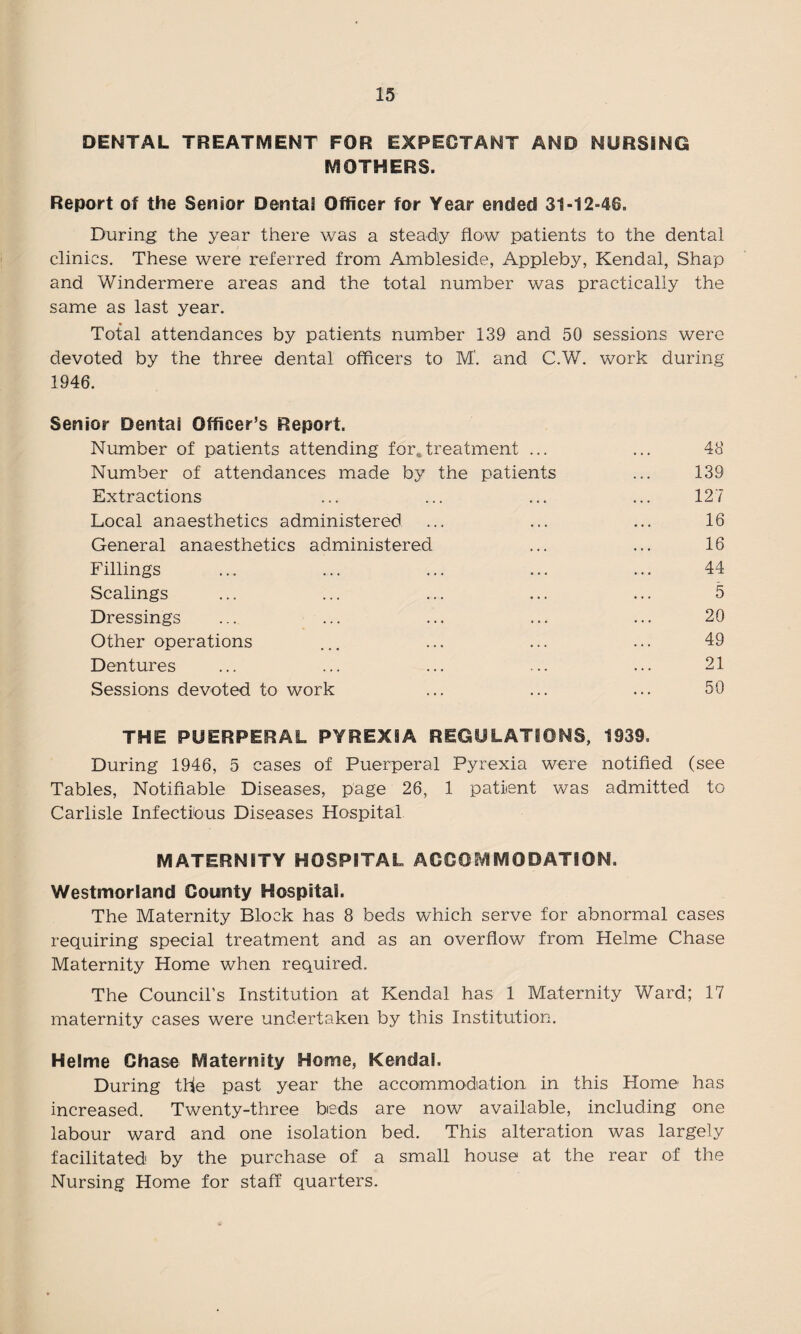 15
DENTAL TREATMENT FOR EXPECTANT AND NURSING
MOTHERS.
Report of the Senior Dental Officer for Year ended 31-12-46.
During the year there was a steady flow patients to the dental
clinics. These were referred from Ambleside, Appleby, Kendal, Shap
and Windermere areas and the total number was practically the
same as last year.
Total attendances by patients number 139 and 50 sessions were
devoted by the three dental officers to M. and C.W. work during
1946.
Senior Dental Officer's Report.
Number of patients attending for treatment ... ... 48
Number of attendances made by the patients ... 139
Extractions ... ... ... ... 127
Local anaesthetics administered ... ... ... 16
General anaesthetics administered ... ... 16
Fillings ... ... ... ... ... 44
Scalings ... ... ... ... ... 5
Dressings ... ... ... ... ... 20
Other operations ... ... ... ... 49
Dentures ... ... ... ... ... 21
Sessions devoted to work ... ... ... 50
THE PUERPERAL PYREXIA REGULATIONS, 1939.
During 1946, 5 cases of Puerperal Pyrexia were notified (see
Tables, Notifiable Diseases, page 26, 1 patient was admitted to
Carlisle Infectious Diseases Hospital
MATERNITY HOSPITAL ACCOMMODATION.
Westmorland County Hospital.
The Maternity Block has 8 beds which serve for abnormal cases
requiring special treatment and as an overflow from Helme Chase
Maternity Home when required.
The Council's Institution at Kendal has 1 Maternity Ward; 17
maternity cases were undertaken by this Institution.
Helme Chase Maternity Home, Kendal.
During the past year the accommodation in this Home has
increased. Twenty-three beds are now available, including one
labour ward and one isolation bed. This alteration was largely
facilitated by the purchase of a small house at the rear of the
Nursing Home for staff quarters.